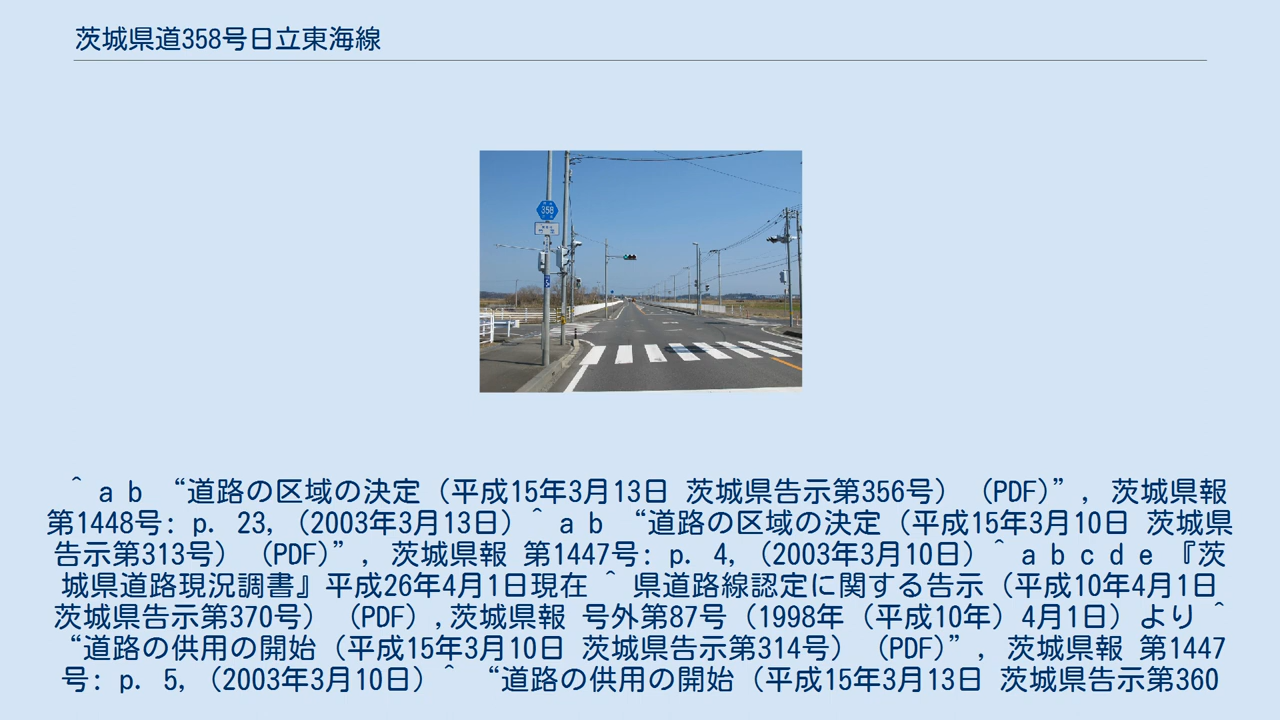 茨城県道358号日立東海線
358
^ a b “道路の区域の決定（平成15年3月13日 茨城県告示第356号）（PDF）”, 茨城県報
第1448号: p. 23, （2003年3月13日）^ a b “道路の区域の決定（平成15年3月10日 茨城県
告示第313号）（PDF）”, 茨城県報 第1447号: p. 4, （2003年3月10日）^ a b c d e 『茨
城県道路現況調書』平成26年4月1日現在 ^ 県道路線認定に関する告示（平成10年4月1日
茨城県告示第370号）（PDF）,茨城県報 号外第87号（1998年（平成10年）4月1日）より ^
“道路の供用の開始（平成15年3月10日 茨城県告示第314号）（PDF）”, 茨城県報 第1447
号: p. 5, （2003年3月10日）^ “道路の供用の開始（平成15年3月13日 茨城県告示第360